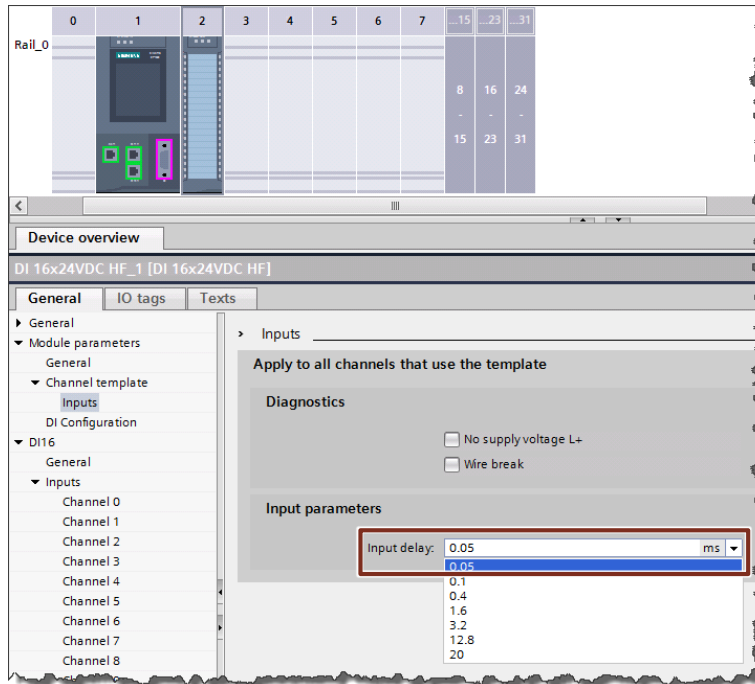 0 1 2 3 4 5 6 7 ...15 ...23 ...31
Rail_0
SIEMENS
8 16 24
- - -
15 23 31
Device overview
DI 16x24VDC HF_1 [DI 16x24VDC HF]
General IO tags Texts
General
Module parameters
General
Channel template
Inputs
DI Configuration
DI16
General
Inputs
Channel 0
Channel 1
Channel 2
Channel 3
Channel 4
Channel 5
Channel 6
Channel 7
Channel 8
Inputs
Apply to all channels that use the template
Diagnostics
No supply voltage L+
Wire break
Input parameters
Input delay: 0.05 ms
0.05
0.1
0.4
1.6
3.2
12.8
20